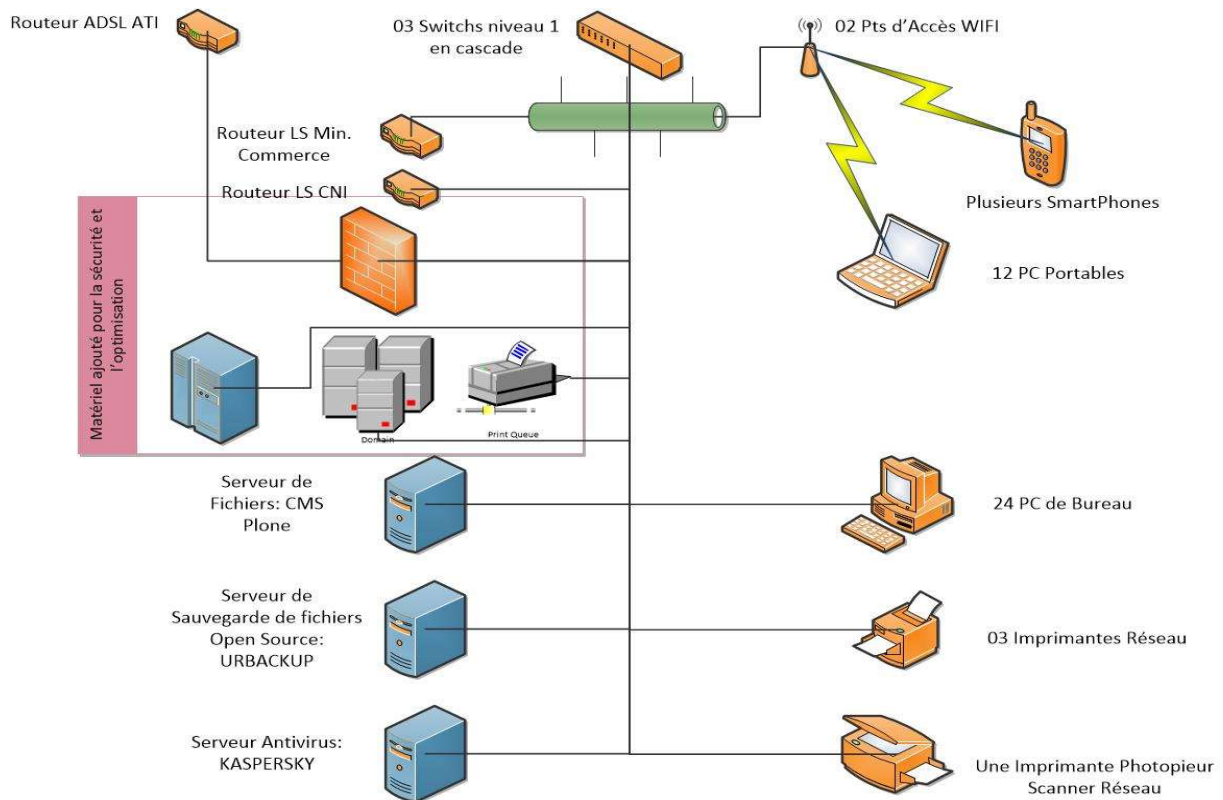 Routeur ADSL ATI
03 Switchs niveau 1
en cascade
02 Pts d'Accès WIFI
Routeur LS Min.
Commerce
Routeur LS CNI
Plusieurs SmartPhones
12 PC Portables
Matériel ajouté pour la sécurité et
l'optimisation
Domain
Print Queue
Serveur de
Fichiers: CMS
Plone
24 PC de Bureau
Serveur de
Sauvegarde de fichiers
Open Source:
URBACKUP
03 Imprimantes Réseau
Serveur Antivirus:
KASPERSKY
Une Imprimante Photopieur
Scanner Réseau